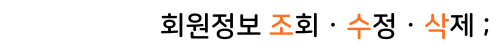 회원정보 조회 · 수정 · 삭제 ;